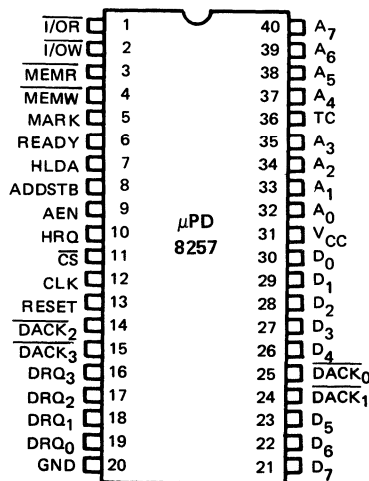 I/OR 1 40 A7
I/OW 2 39 A6
MEMR 3 38 A5
MEMW 4 37 A4
MARK 5 36 TC
READY 6 35 A3
HLDA 7 34 A2
ADDSTB 8 33 A1
AEN 9 32 A0
HRQ 10 μPD 31 VCC
CS 11 8257 30 D0
CLK 12 29 D1
RESET 13 28 D2
DACK2 14 27 D3
DACK3 15 26 D4
DRQ3 16 25 DACK0
DRQ2 17 24 DACK1
DRQ1 18 23 D5
DRQ0 19 22 D6
GND 20 21 D7